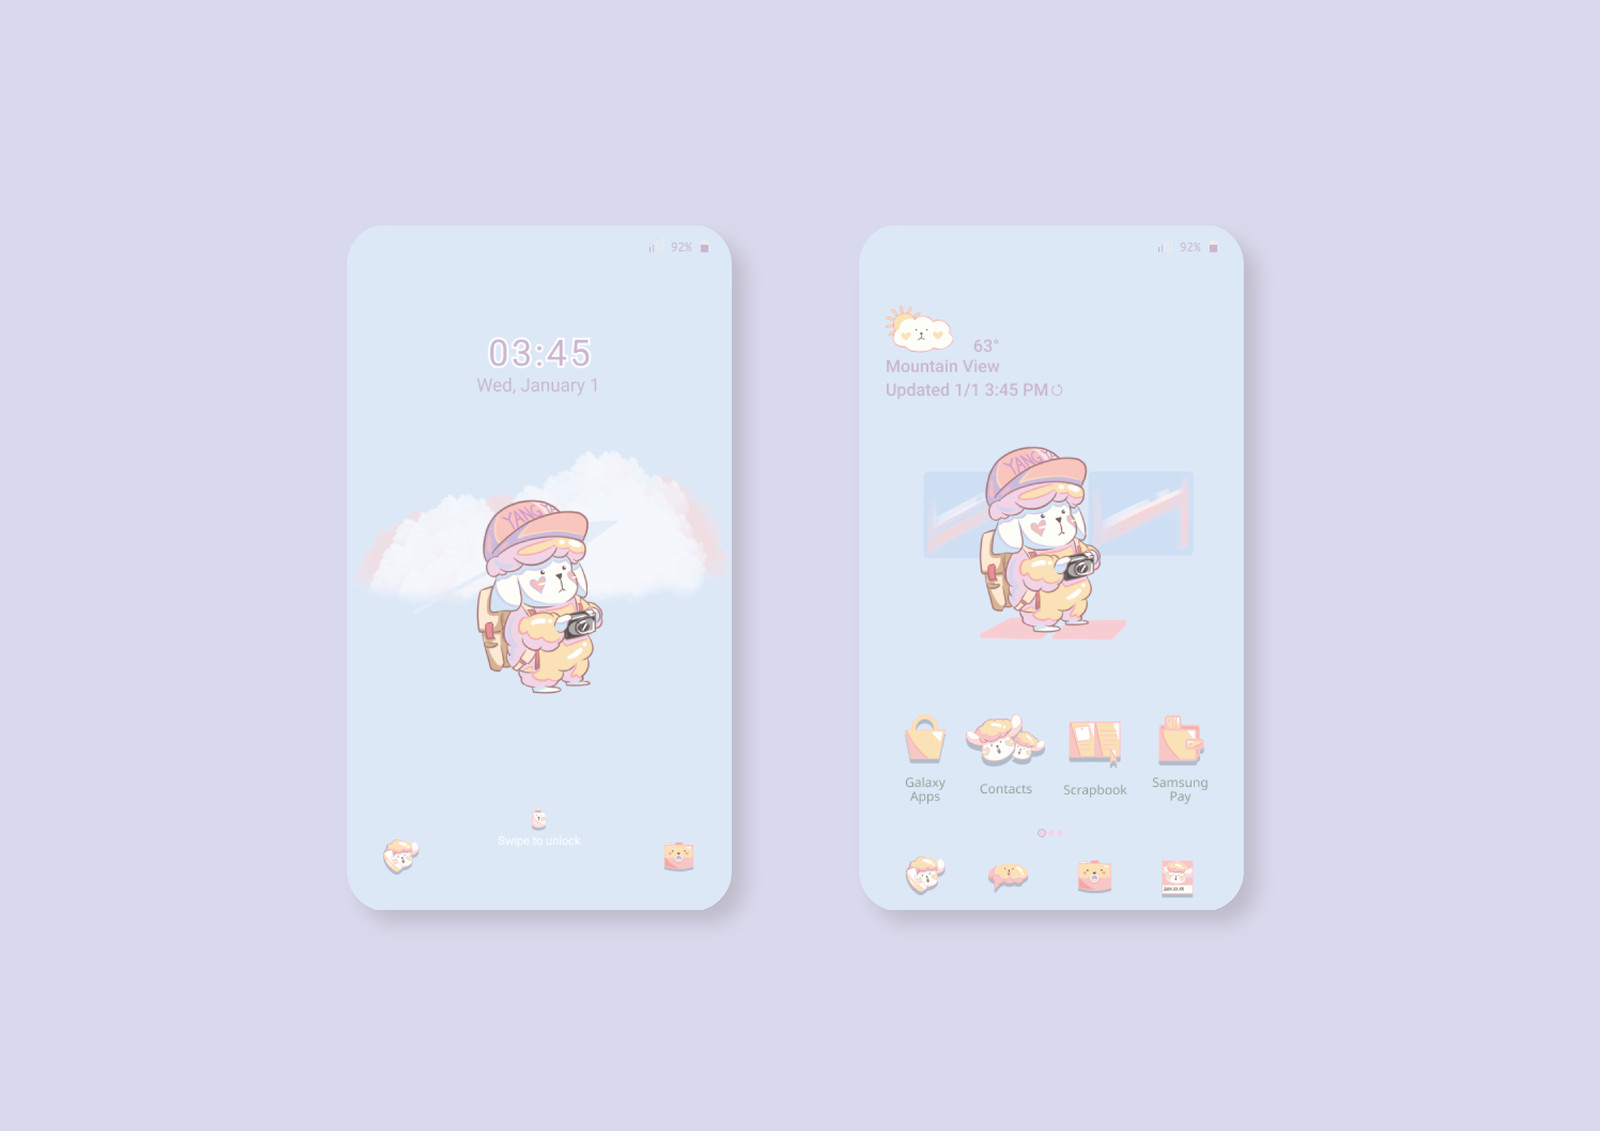 92%
03:45
Wed, January 1
YANG
Swipe to unlock
92%
63°
Mountain View
Updated 1/1 3:45 PM
YANG
Galaxy
Apps
Contacts
Scrapbook
Samsung
Pay